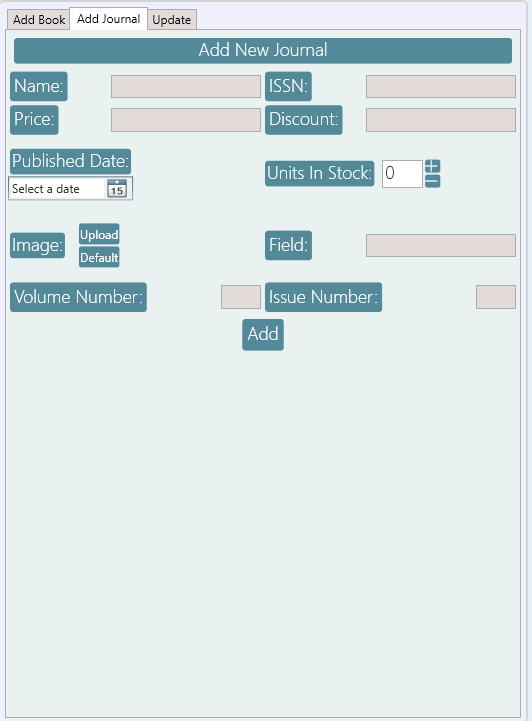 Add Book Add Journal Update
Add New Journal
Name: ISSN:
Price: Discount:
Published Date:
Select a date 15
Units In Stock: 0 + −
Upload
Image: Field:
Default
Volume Number: Issue Number:
Add